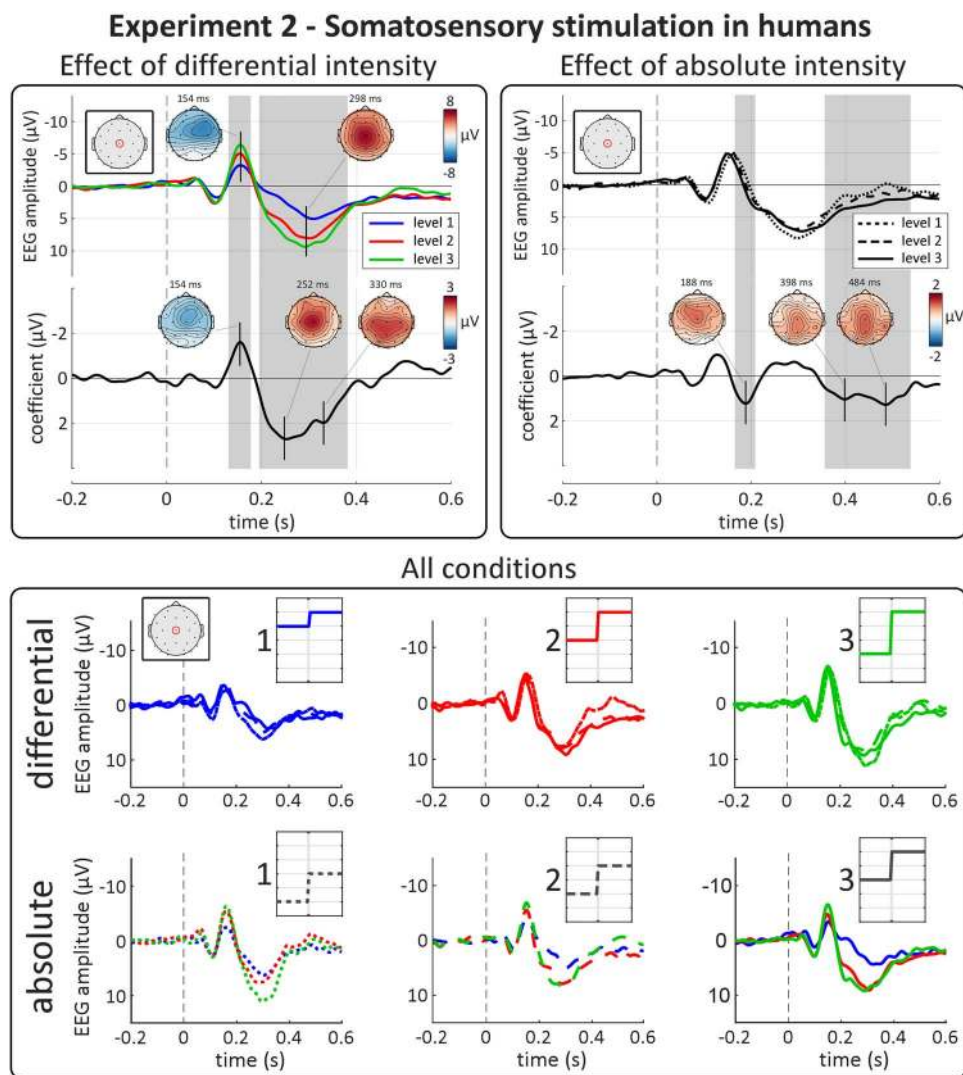 Experiment 2 - Somatosensory stimulation in humans
Effect of differential intensity
154 ms
298 ms
8
μV
-8
EEG amplitude (μV)
-10
-5
0
5
10
level 1
level 2
level 3
154 ms
252 ms
330 ms
3
μV
-3
coefficient (μV)
-2
0
2
-0.2
0
0.2
0.4
0.6
time (s)
Effect of absolute intensity
EEG amplitude (μV)
-10
-5
0
5
10
level 1
level 2
level 3
188 ms
398 ms
484 ms
2
μV
-2
coefficient (μV)
-2
0
2
-0.2
0
0.2
0.4
0.6
time (s)
All conditions
differential
EEG amplitude (μV)
-10
0
10
1
-0.2
0
0.2
0.4
0.6
-10
0
10
2
-0.2
0
0.2
0.4
0.6
-10
0
10
3
-0.2
0
0.2
0.4
0.6
absolute
EEG amplitude (μV)
-10
0
10
1
-0.2
0
0.2
0.4
0.6
time (s)
-10
0
10
2
-0.2
0
0.2
0.4
0.6
time (s)
-10
0
10
3
-0.2
0
0.2
0.4
0.6
time (s)